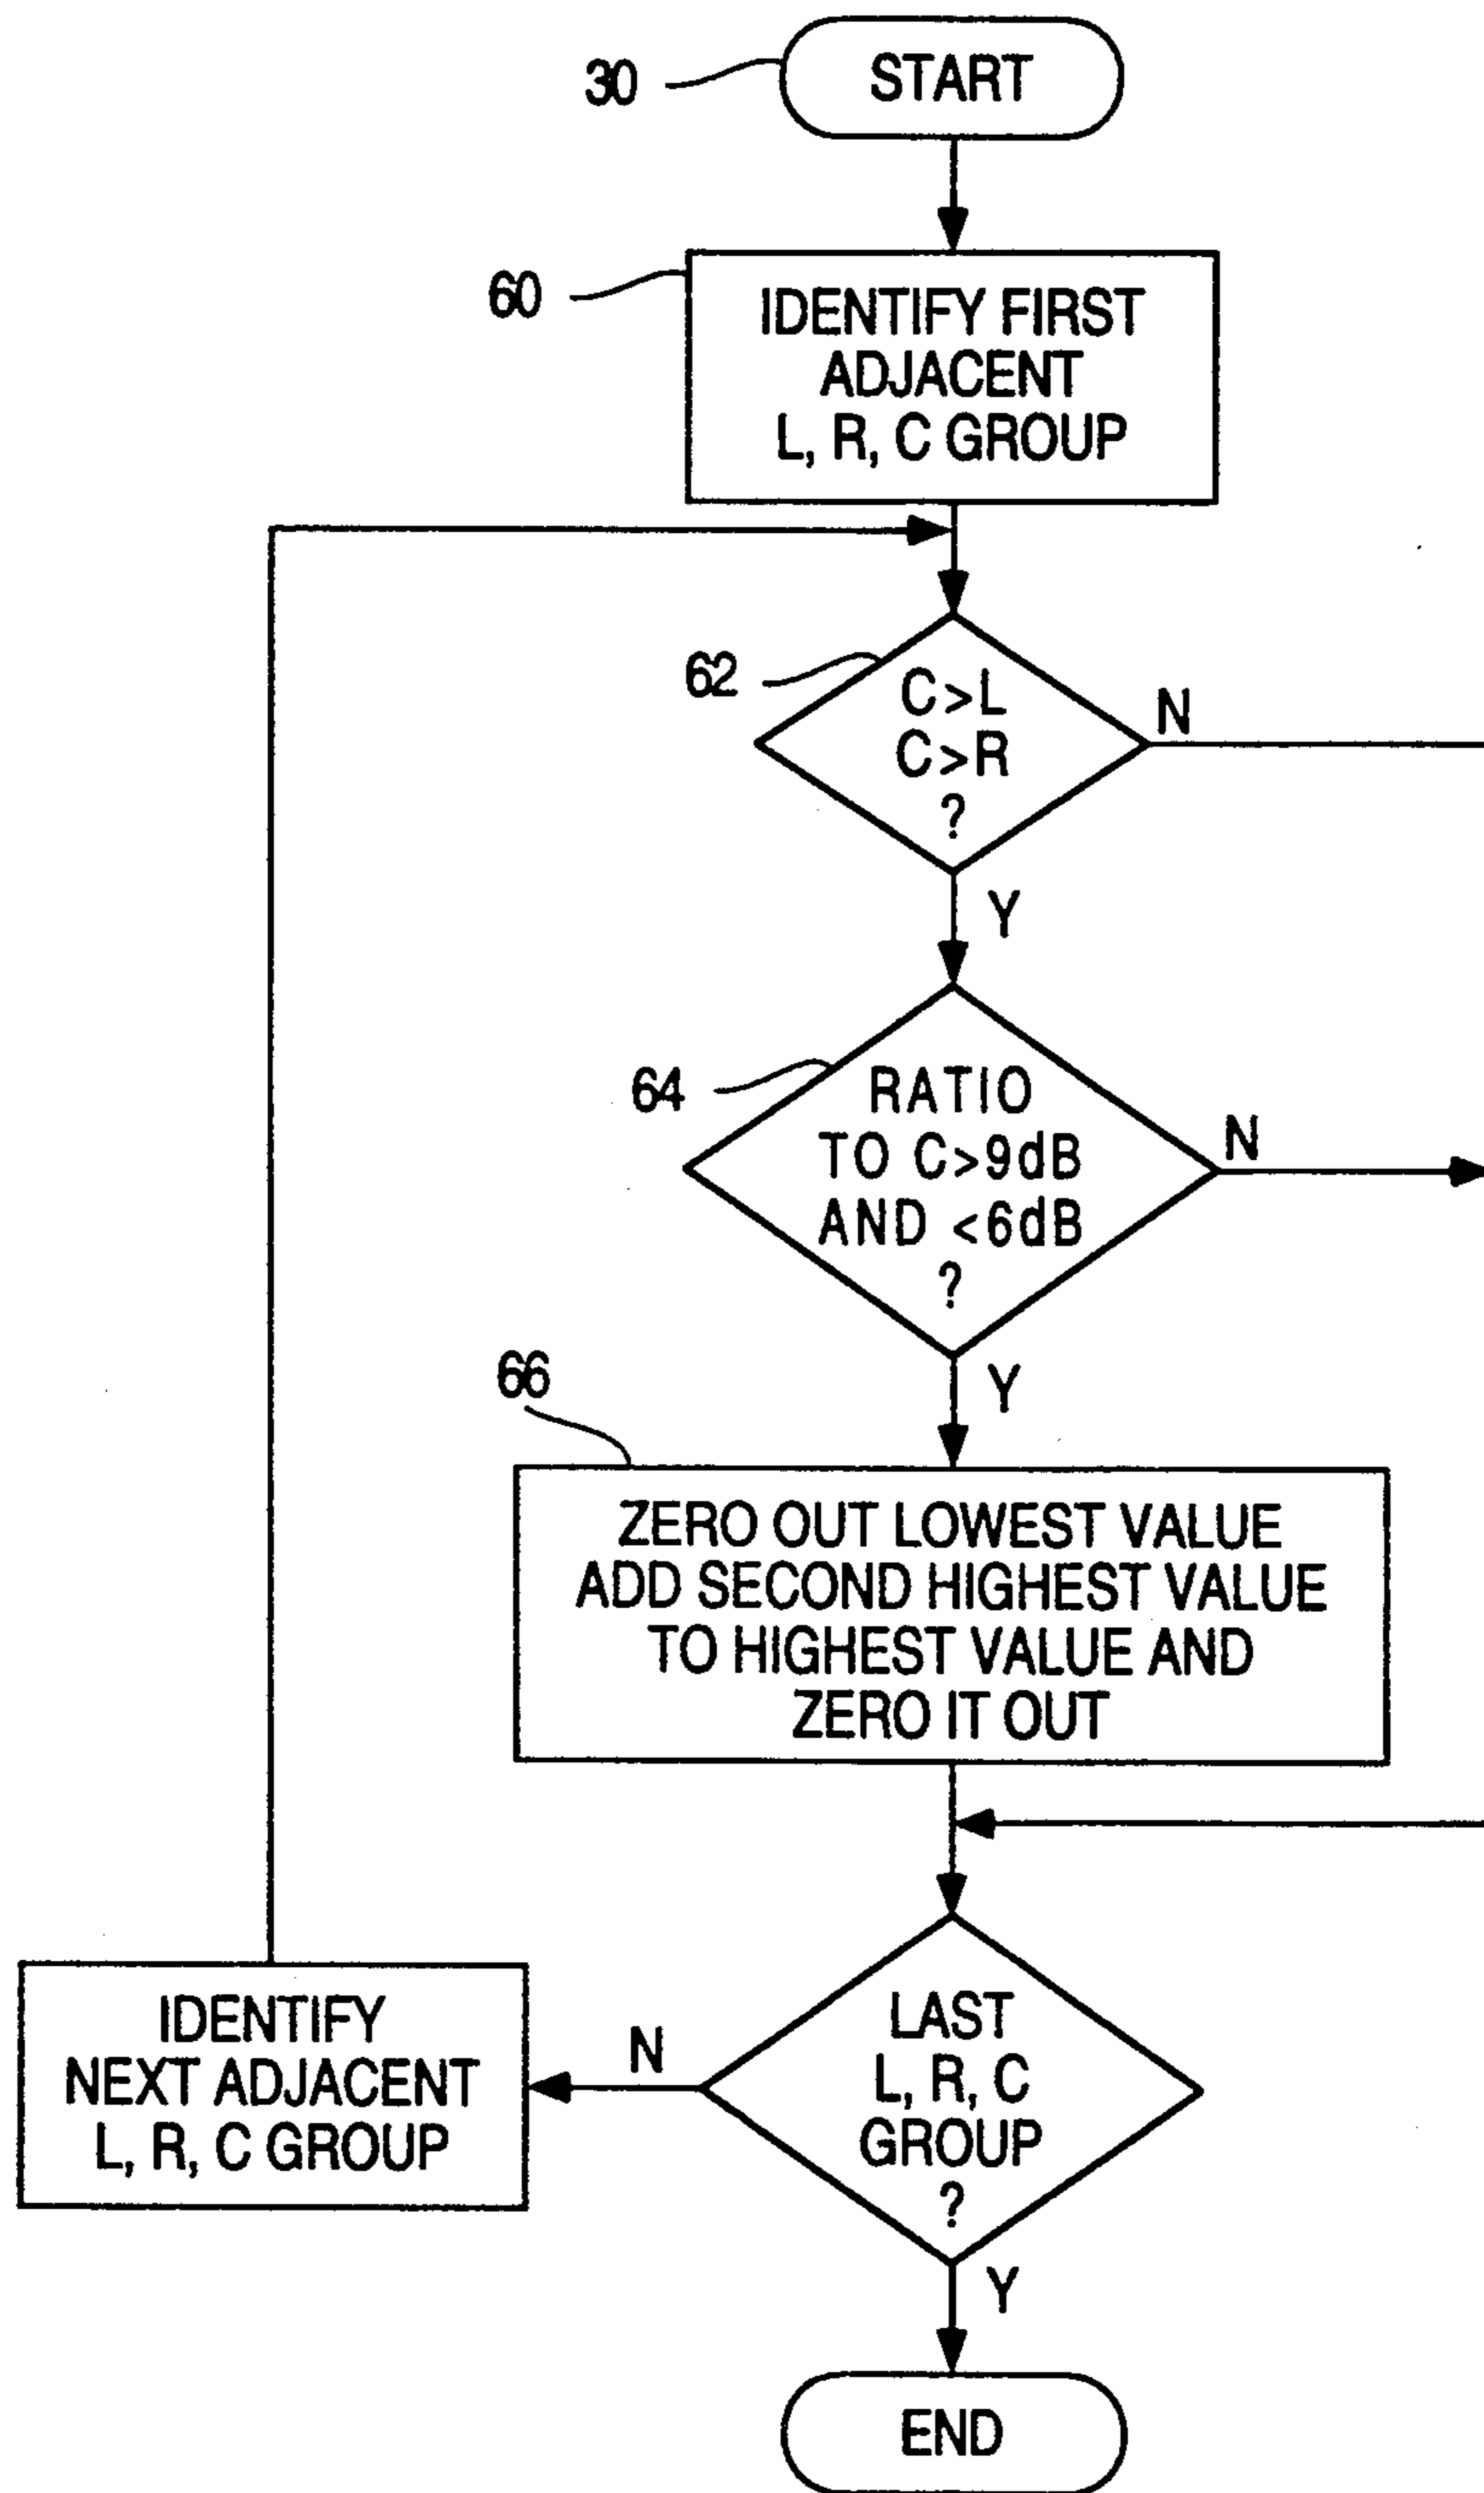 30
START
60
IDENTIFY FIRST
ADJACENT
L, R, C GROUP
62
C>L
C>R
?
N
Y
64
RATIO
TO C>9dB
AND <6dB
?
N
Y
66
ZERO OUT LOWEST VALUE
ADD SECOND HIGHEST VALUE
TO HIGHEST VALUE AND
ZERO IT OUT
LAST
L, R, C
GROUP
?
N
IDENTIFY
NEXT ADJACENT
L, R, C GROUP
Y
END